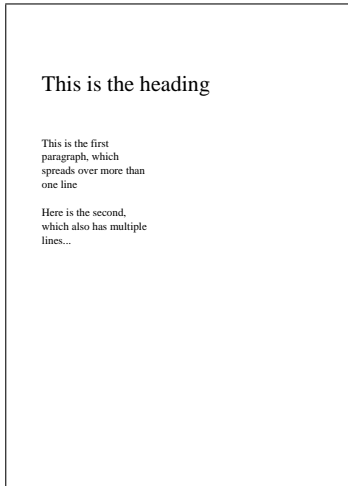 This is the heading
This is the first
paragraph, which
spreads over more than
one line
Here is the second,
which also has multiple
lines...